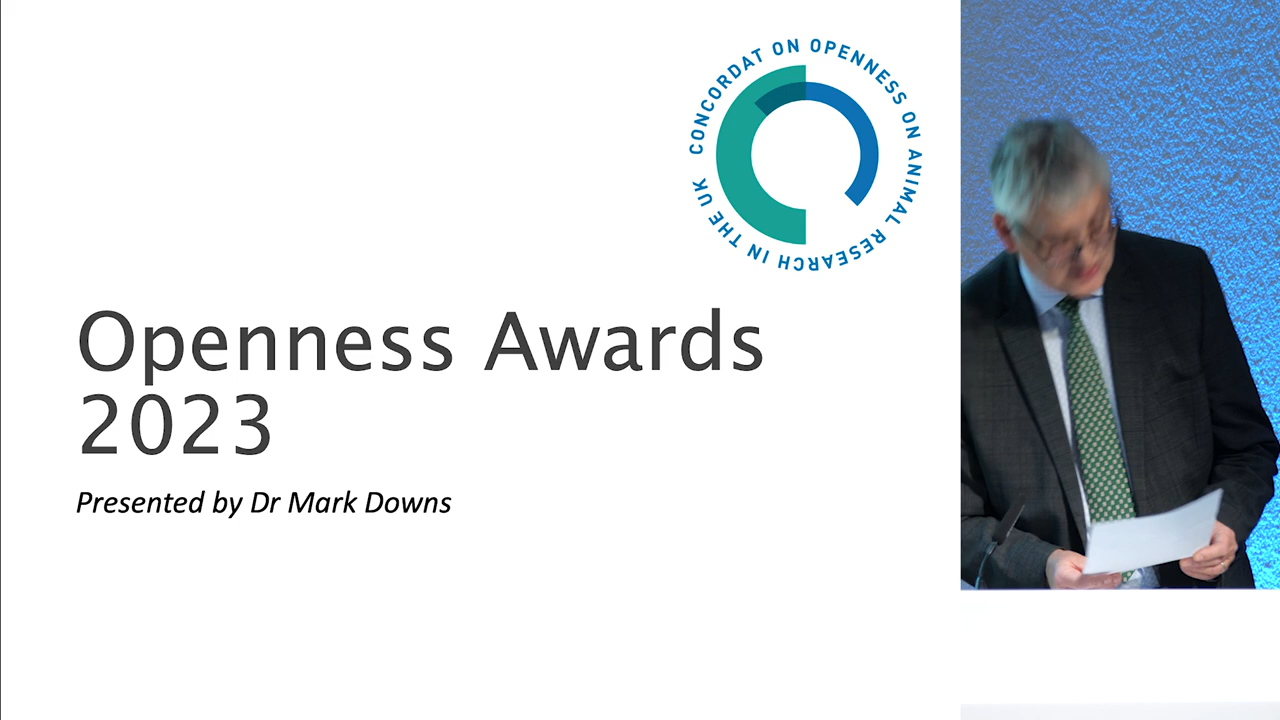 CONCORDAT ON OPENNESS ON ANIMAL RESEARCH IN THE UK
Openness Awards
2023
Presented by Dr Mark Downs